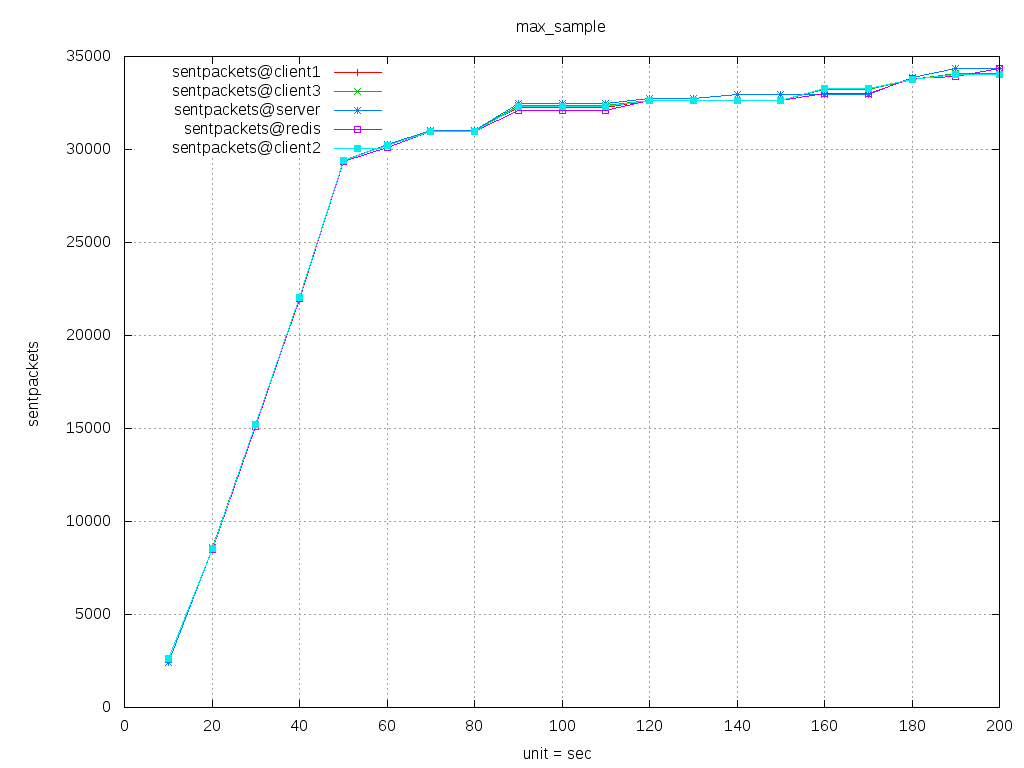 max_sample
sentpackets@client1
sentpackets@client3
sentpackets@server
sentpackets@redis
sentpackets@client2
35000
30000
25000
20000
15000
10000
5000
0
sentpackets
0 20 40 60 80 100 120 140 160 180 200
unit = sec